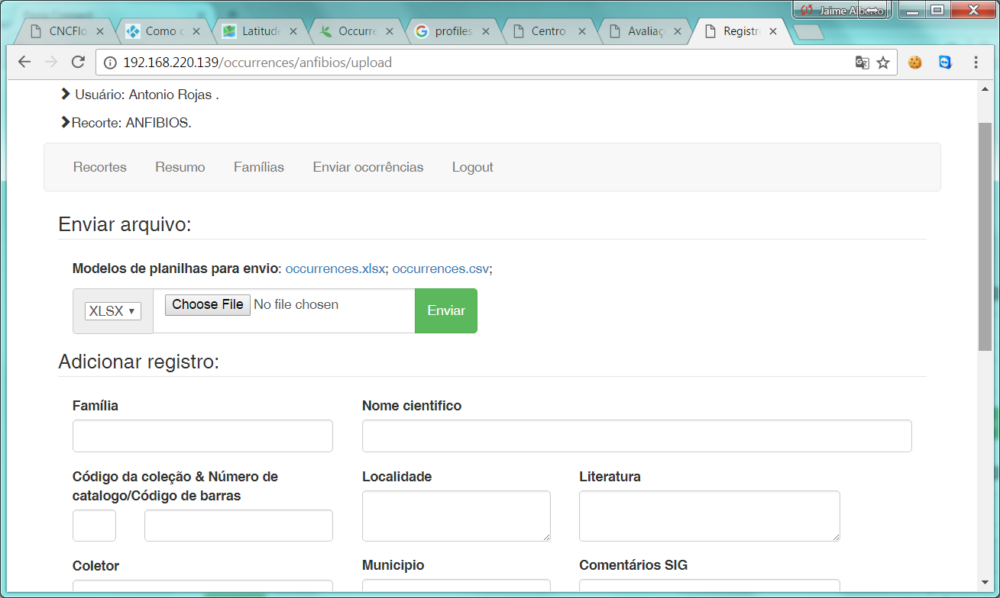 Jaime Alberto
CNCFlo
Como c
Latitude
Occurre
profiles
Centro
Avaliaç
Registro
192.168.220.139/occurrences/anfibios/upload
Usuário: Antonio Rojas .
Recorte: ANFIBIOS.
Recortes Resumo Famílias Enviar ocorrências Logout
Enviar arquivo:
Modelos de planilhas para envio: occurrences.xlsx; occurrences.csv;
XLSX Choose File No file chosen Enviar
Adicionar registro:
Família Nome cientifico
Código da coleção & Número de
catalogo/Código de barras
Localidade Literatura
Coletor Municipio Comentários SIG